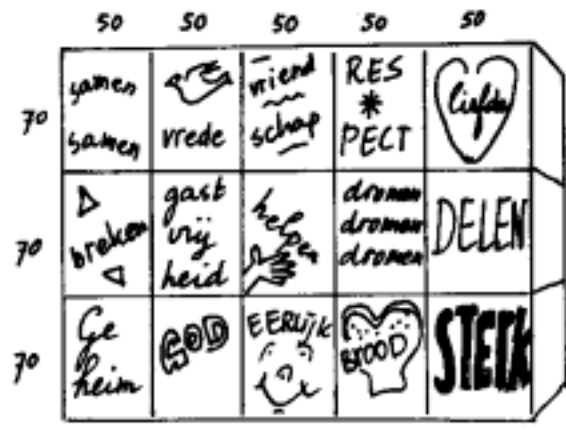 50 50 50 50 50
70
samen
samen
vrede
vriend
schap
RES
PECT
liefde
70
breken
gast
vrij
heid
helpen
dromen
dromen
dromen
DELEN
70
Ge
heim
GOD
EERLIJK
BROOD
STERK